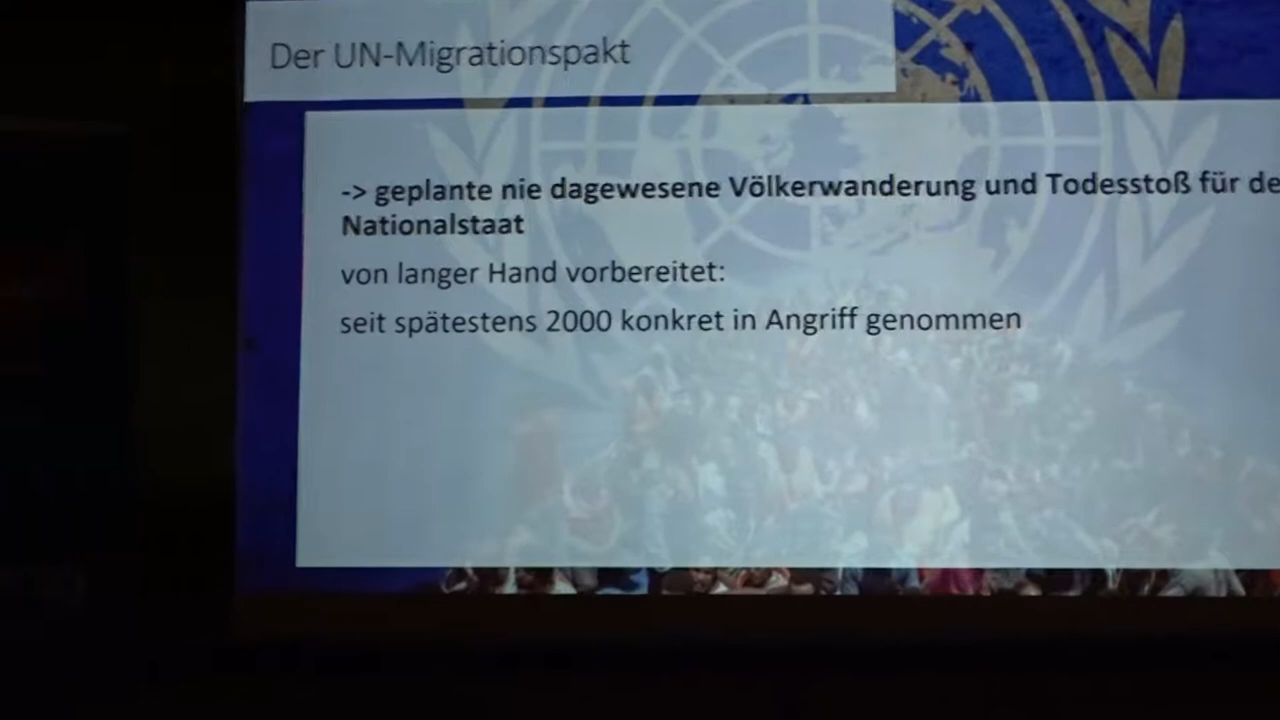 Der UN-Migrationspakt
-> geplante nie dagewesene Völkerwanderung und Todesstoß für de
Nationalstaat
von langer Hand vorbereitet:
seit spätestens 2000 konkret in Angriff genommen